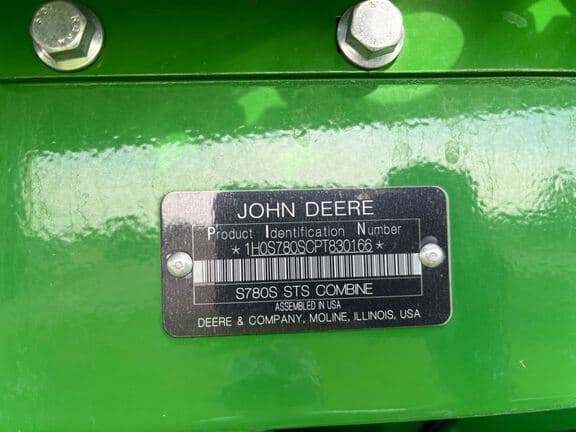 JOHN DEERE
Product Identification Number
*1H0S780SCPT830166*
S780S STS COMBINE
ASSEMBLED IN USA
DEERE & COMPANY, MOLINE, ILLINOIS, USA